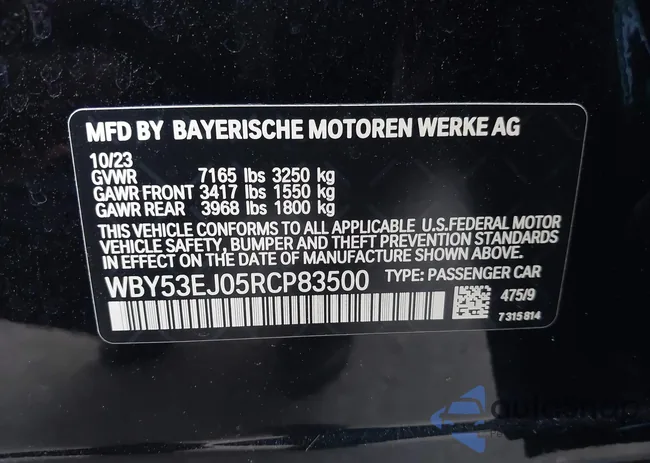 MFD BY BAYERISCHE MOTOREN WERKE AG
10/23
GVWR 7165 lbs 3250 kg
GAWR FRONT 3417 lbs 1550 kg
GAWR REAR 3968 lbs 1800 kg
THIS VEHICLE CONFORMS TO ALL APPLICABLE U.S.FEDERAL MOTOR
VEHICLE SAFETY, BUMPER AND THEFT PREVENTION STANDARDS
IN EFFECT ON THE DATE OF MANUFACTURE SHOWN ABOVE.
WBY53EJ05RCP83500 TYPE: PASSENGER CAR
475/9
7 315 814